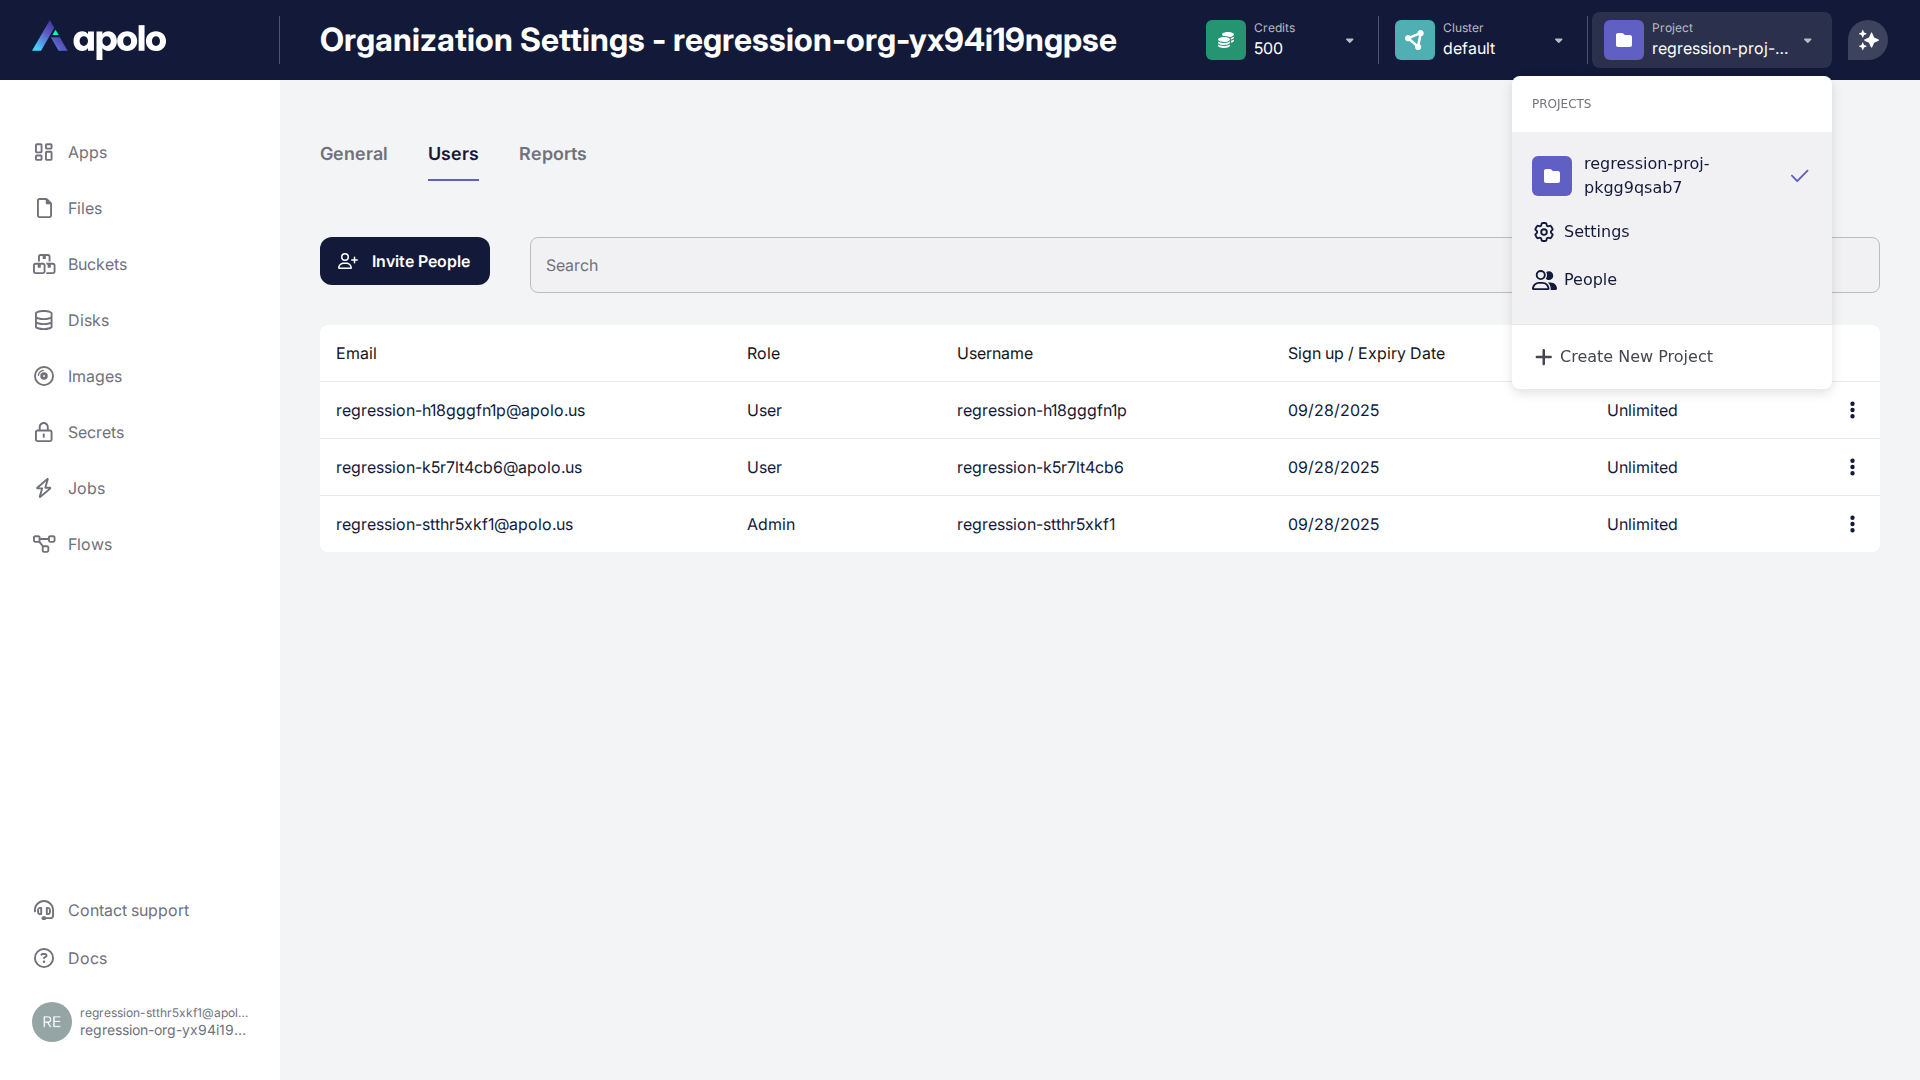 apolo
Organization Settings - regression-org-yx94i19ngpse
Credits
500
Cluster
default
Project
regression-proj-...
PROJECTS
regression-proj-
pkgg9qsab7
Settings
People
Create New Project
Apps
Files
Buckets
Disks
Images
Secrets
Jobs
Flows
Contact support
Docs
RE
regression-stthr5xkf1@apol...
regression-org-yx94i19...
General Users Reports
Invite People
Search
Email Role Username Sign up / Expiry Date
regression-h18gggfn1p@apolo.us User regression-h18gggfn1p 09/28/2025 Unlimited
regression-k5r7lt4cb6@apolo.us User regression-k5r7lt4cb6 09/28/2025 Unlimited
regression-stthr5xkf1@apolo.us Admin regression-stthr5xkf1 09/28/2025 Unlimited